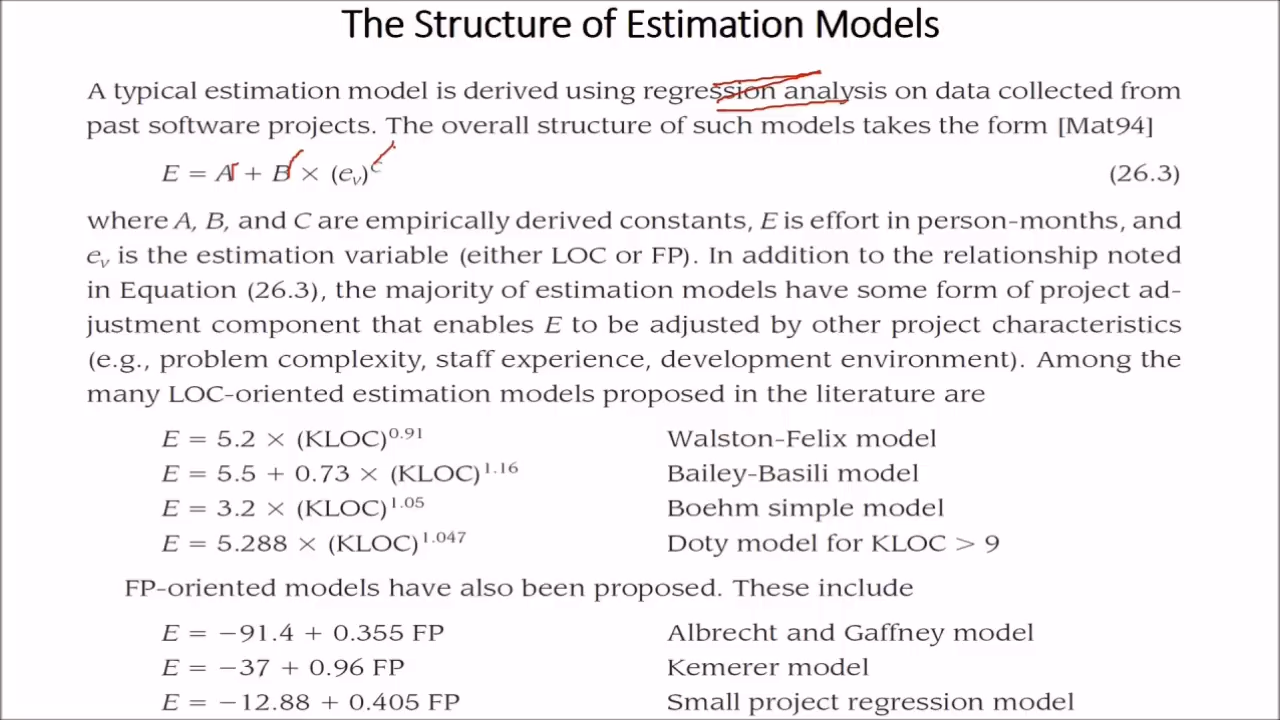 The Structure of Estimation Models
A typical estimation model is derived using regression analysis on data collected from
past software projects. The overall structure of such models takes the form [Mat94]
E = A + B × (e_v)^C (26.3)
where A, B, and C are empirically derived constants, E is effort in person-months, and
e_v is the estimation variable (either LOC or FP). In addition to the relationship noted
in Equation (26.3), the majority of estimation models have some form of project ad-
justment component that enables E to be adjusted by other project characteristics
(e.g., problem complexity, staff experience, development environment). Among the
many LOC-oriented estimation models proposed in the literature are
E = 5.2 × (KLOC)^0.91 Walston-Felix model
E = 5.5 + 0.73 × (KLOC)^1.16 Bailey-Basili model
E = 3.2 × (KLOC)^1.05 Boehm simple model
E = 5.288 × (KLOC)^1.047 Doty model for KLOC > 9
FP-oriented models have also been proposed. These include
E = −91.4 + 0.355 FP Albrecht and Gaffney model
E = −37 + 0.96 FP Kemerer model
E = −12.88 + 0.405 FP Small project regression model